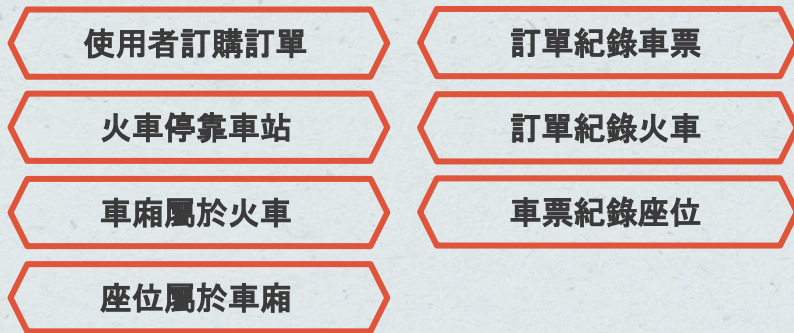 使用者訂購訂單
火車停靠車站
車廂屬於火車
座位屬於車廂
訂單紀錄車票
訂單紀錄火車
車票紀錄座位